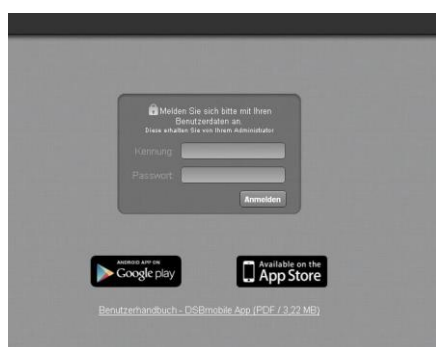 Melden Sie sich bitte mit Ihren
Benutzerdaten an.
Diese erhalten Sie von Ihrem Administrator
Kennung:
Passwort:
Anmelden
ANDROID APP ON
Google play
Available on the
App Store
Benutzerhandbuch - DSBmobile App (PDF / 3,22 MB)